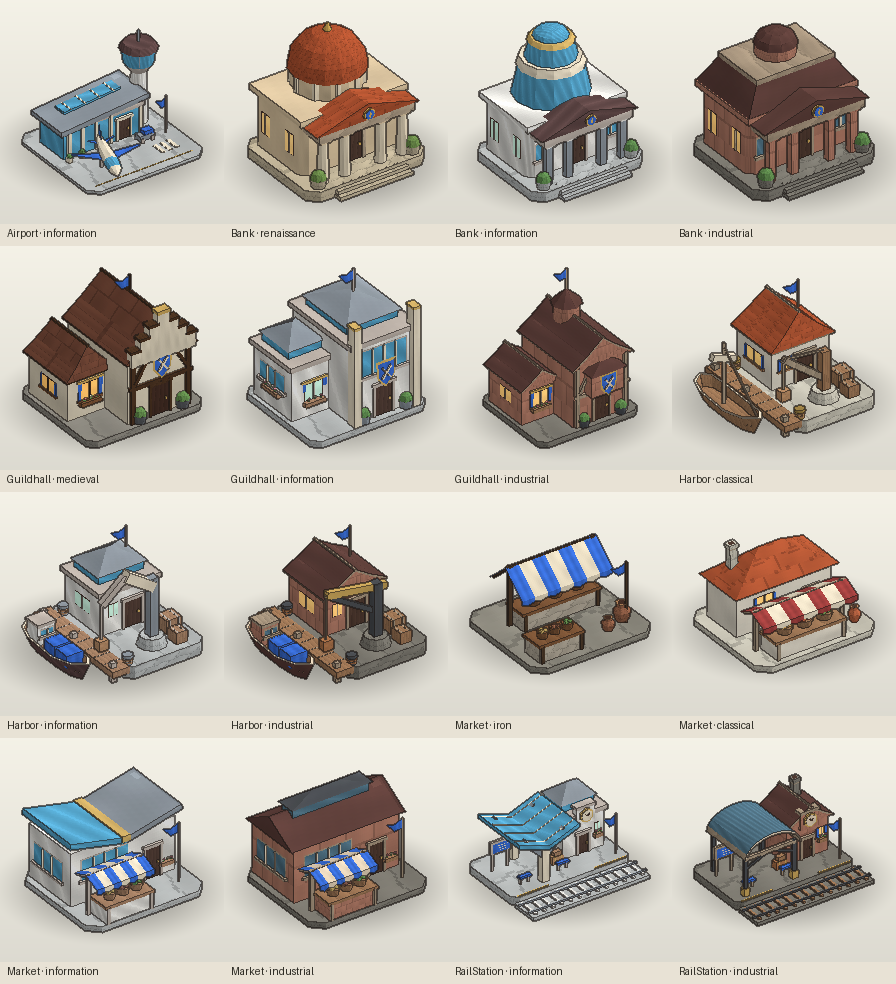 Airport·information
Bank·renaissance
Bank·information
Bank·industrial
Guildhall·medieval
Guildhall·information
Guildhall·industrial
Harbor·classical
Harbor·information
Harbor·industrial
Market·iron
Market·classical
Market·information
Market·industrial
RailStation·information
RailStation·industrial